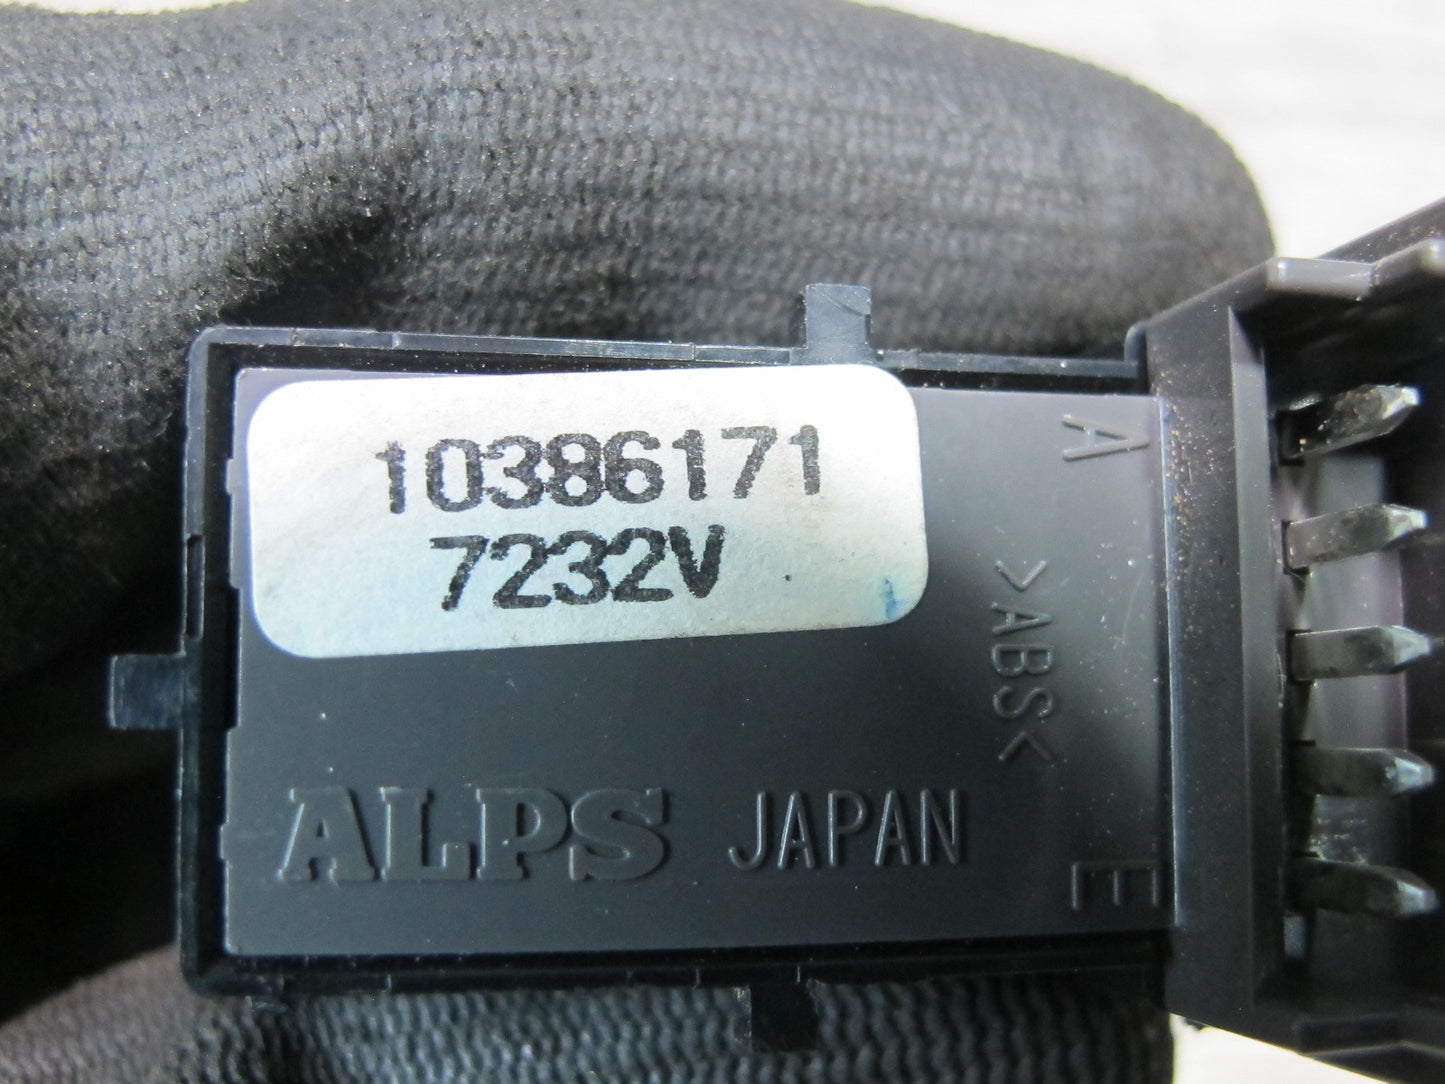 10386171
7232V
A
>ABS<
ALPS JAPAN
E